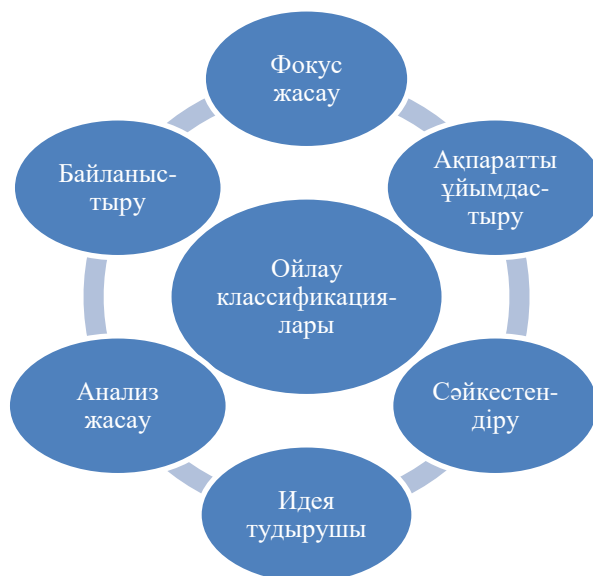 Фокус
жасау
Ақпаратты
ұйымдас-
тыру
Сәйкестен-
діру
Идея
тудырушы
Анализ
жасау
Байланыс-
тыру
Ойлау
классификация-
лары